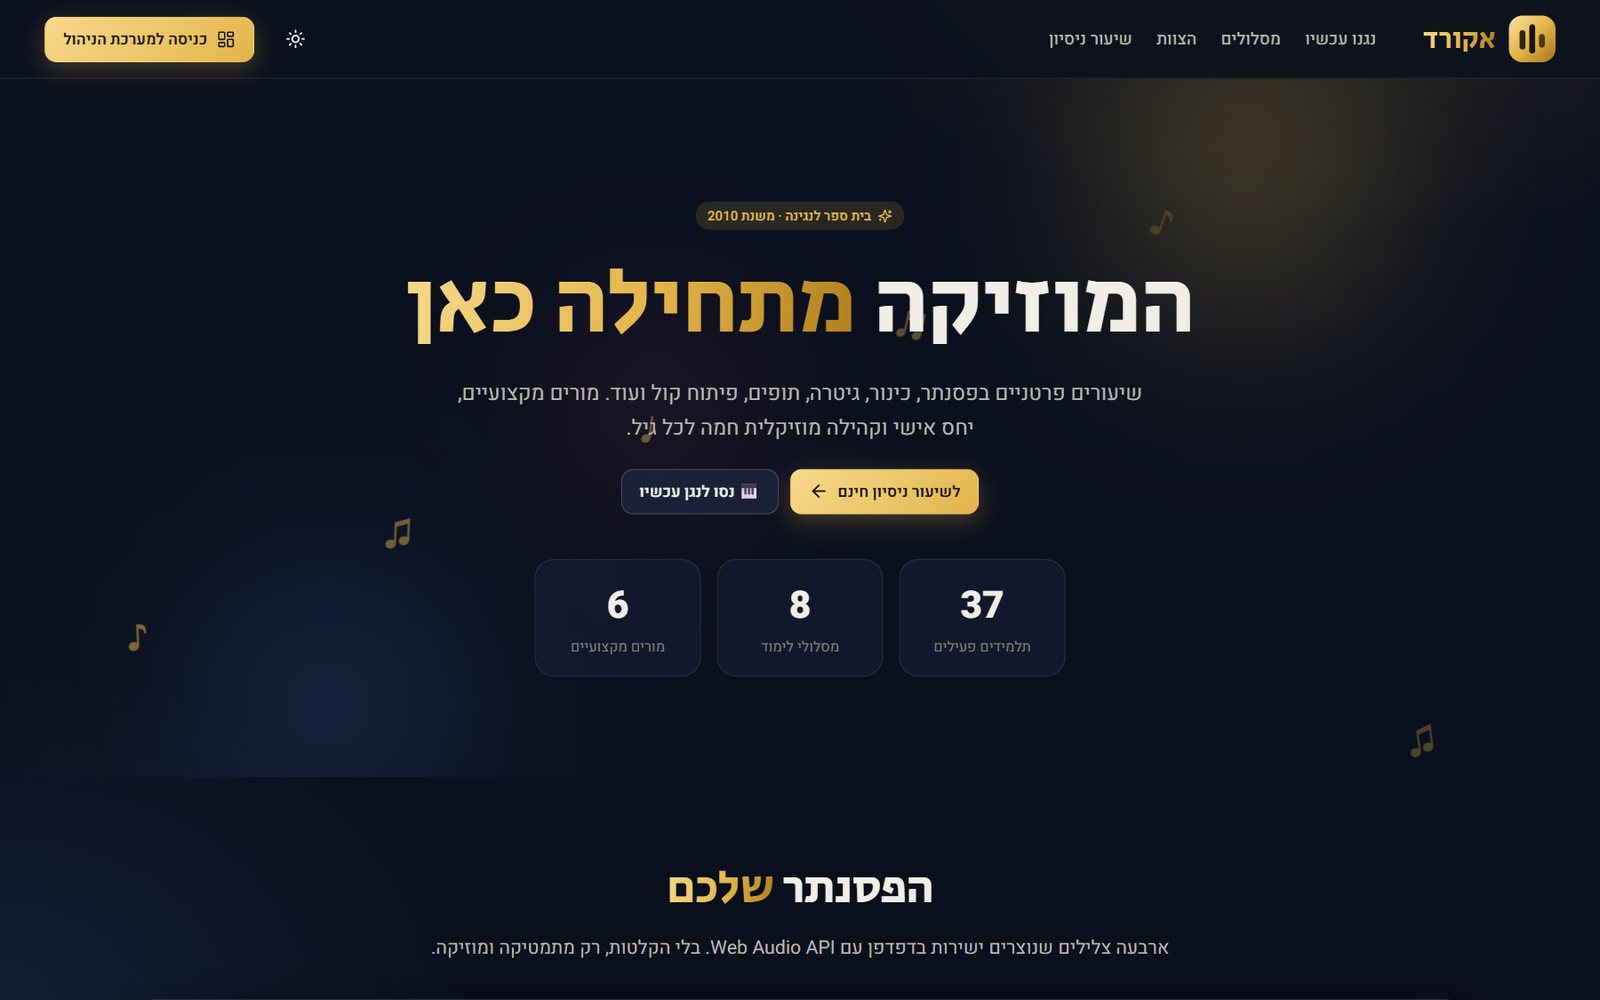 אקורד
נגנו עכשיו
מסלולים
הצוות
שיעור ניסיון
כניסה למערכת הניהול
בית ספר לנגינה · משנת 2010
המוזיקה מתחילה כאן
שיעורים פרטניים בפסנתר, כינור, גיטרה, תופים, פיתוח קול ועוד. מורים מקצועיים,
יחס אישי וקהילה מוזיקלית חמה לכל גיל.
לשיעור ניסיון חינם
נסו לנגן עכשיו
37
תלמידים פעילים
8
מסלולי לימוד
6
מורים מקצועיים
הפסנתר שלכם
ארבעה צלילים שנוצרים ישירות בדפדפן עם Web Audio API. בלי הקלטות, רק מתמטיקה ומוזיקה.